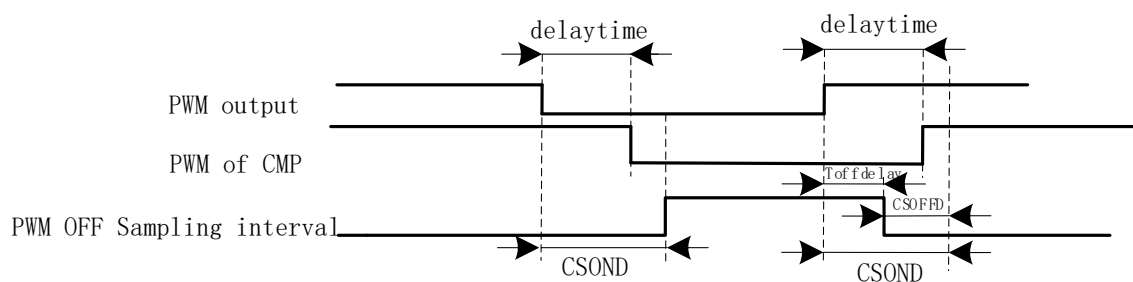 delaytime
delaytime
PWM output
PWM of CMP
Toffdelay
CSOFFD
PWM OFF Sampling interval
CSOND
CSOND